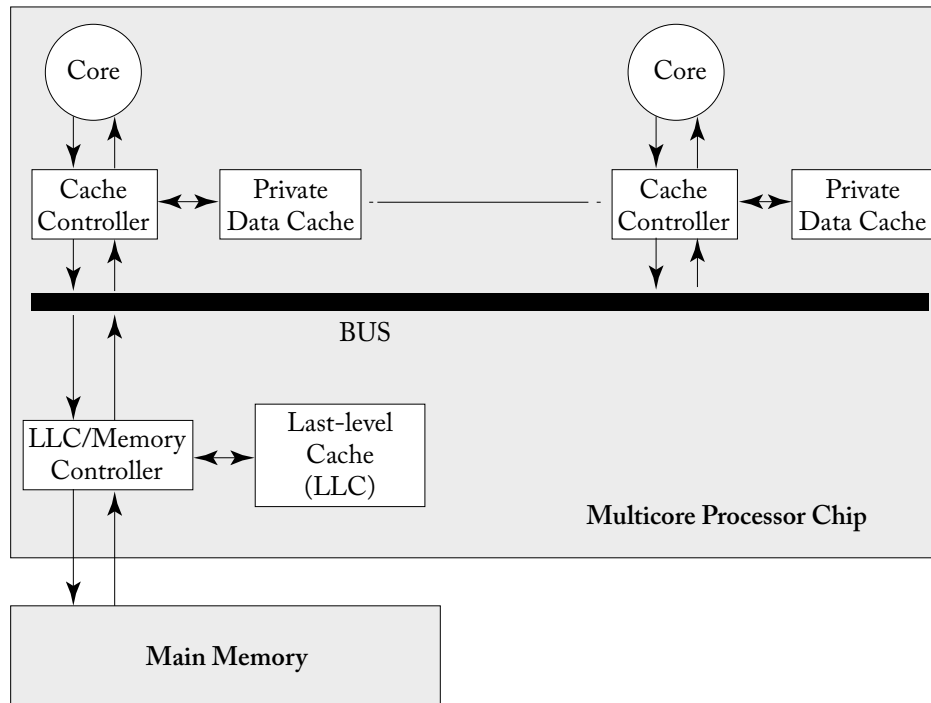 Core
Core
Cache
Controller
Private
Data Cache
Cache
Controller
Private
Data Cache
BUS
LLC/Memory
Controller
Last-level
Cache
(LLC)
Multicore Processor Chip
Main Memory